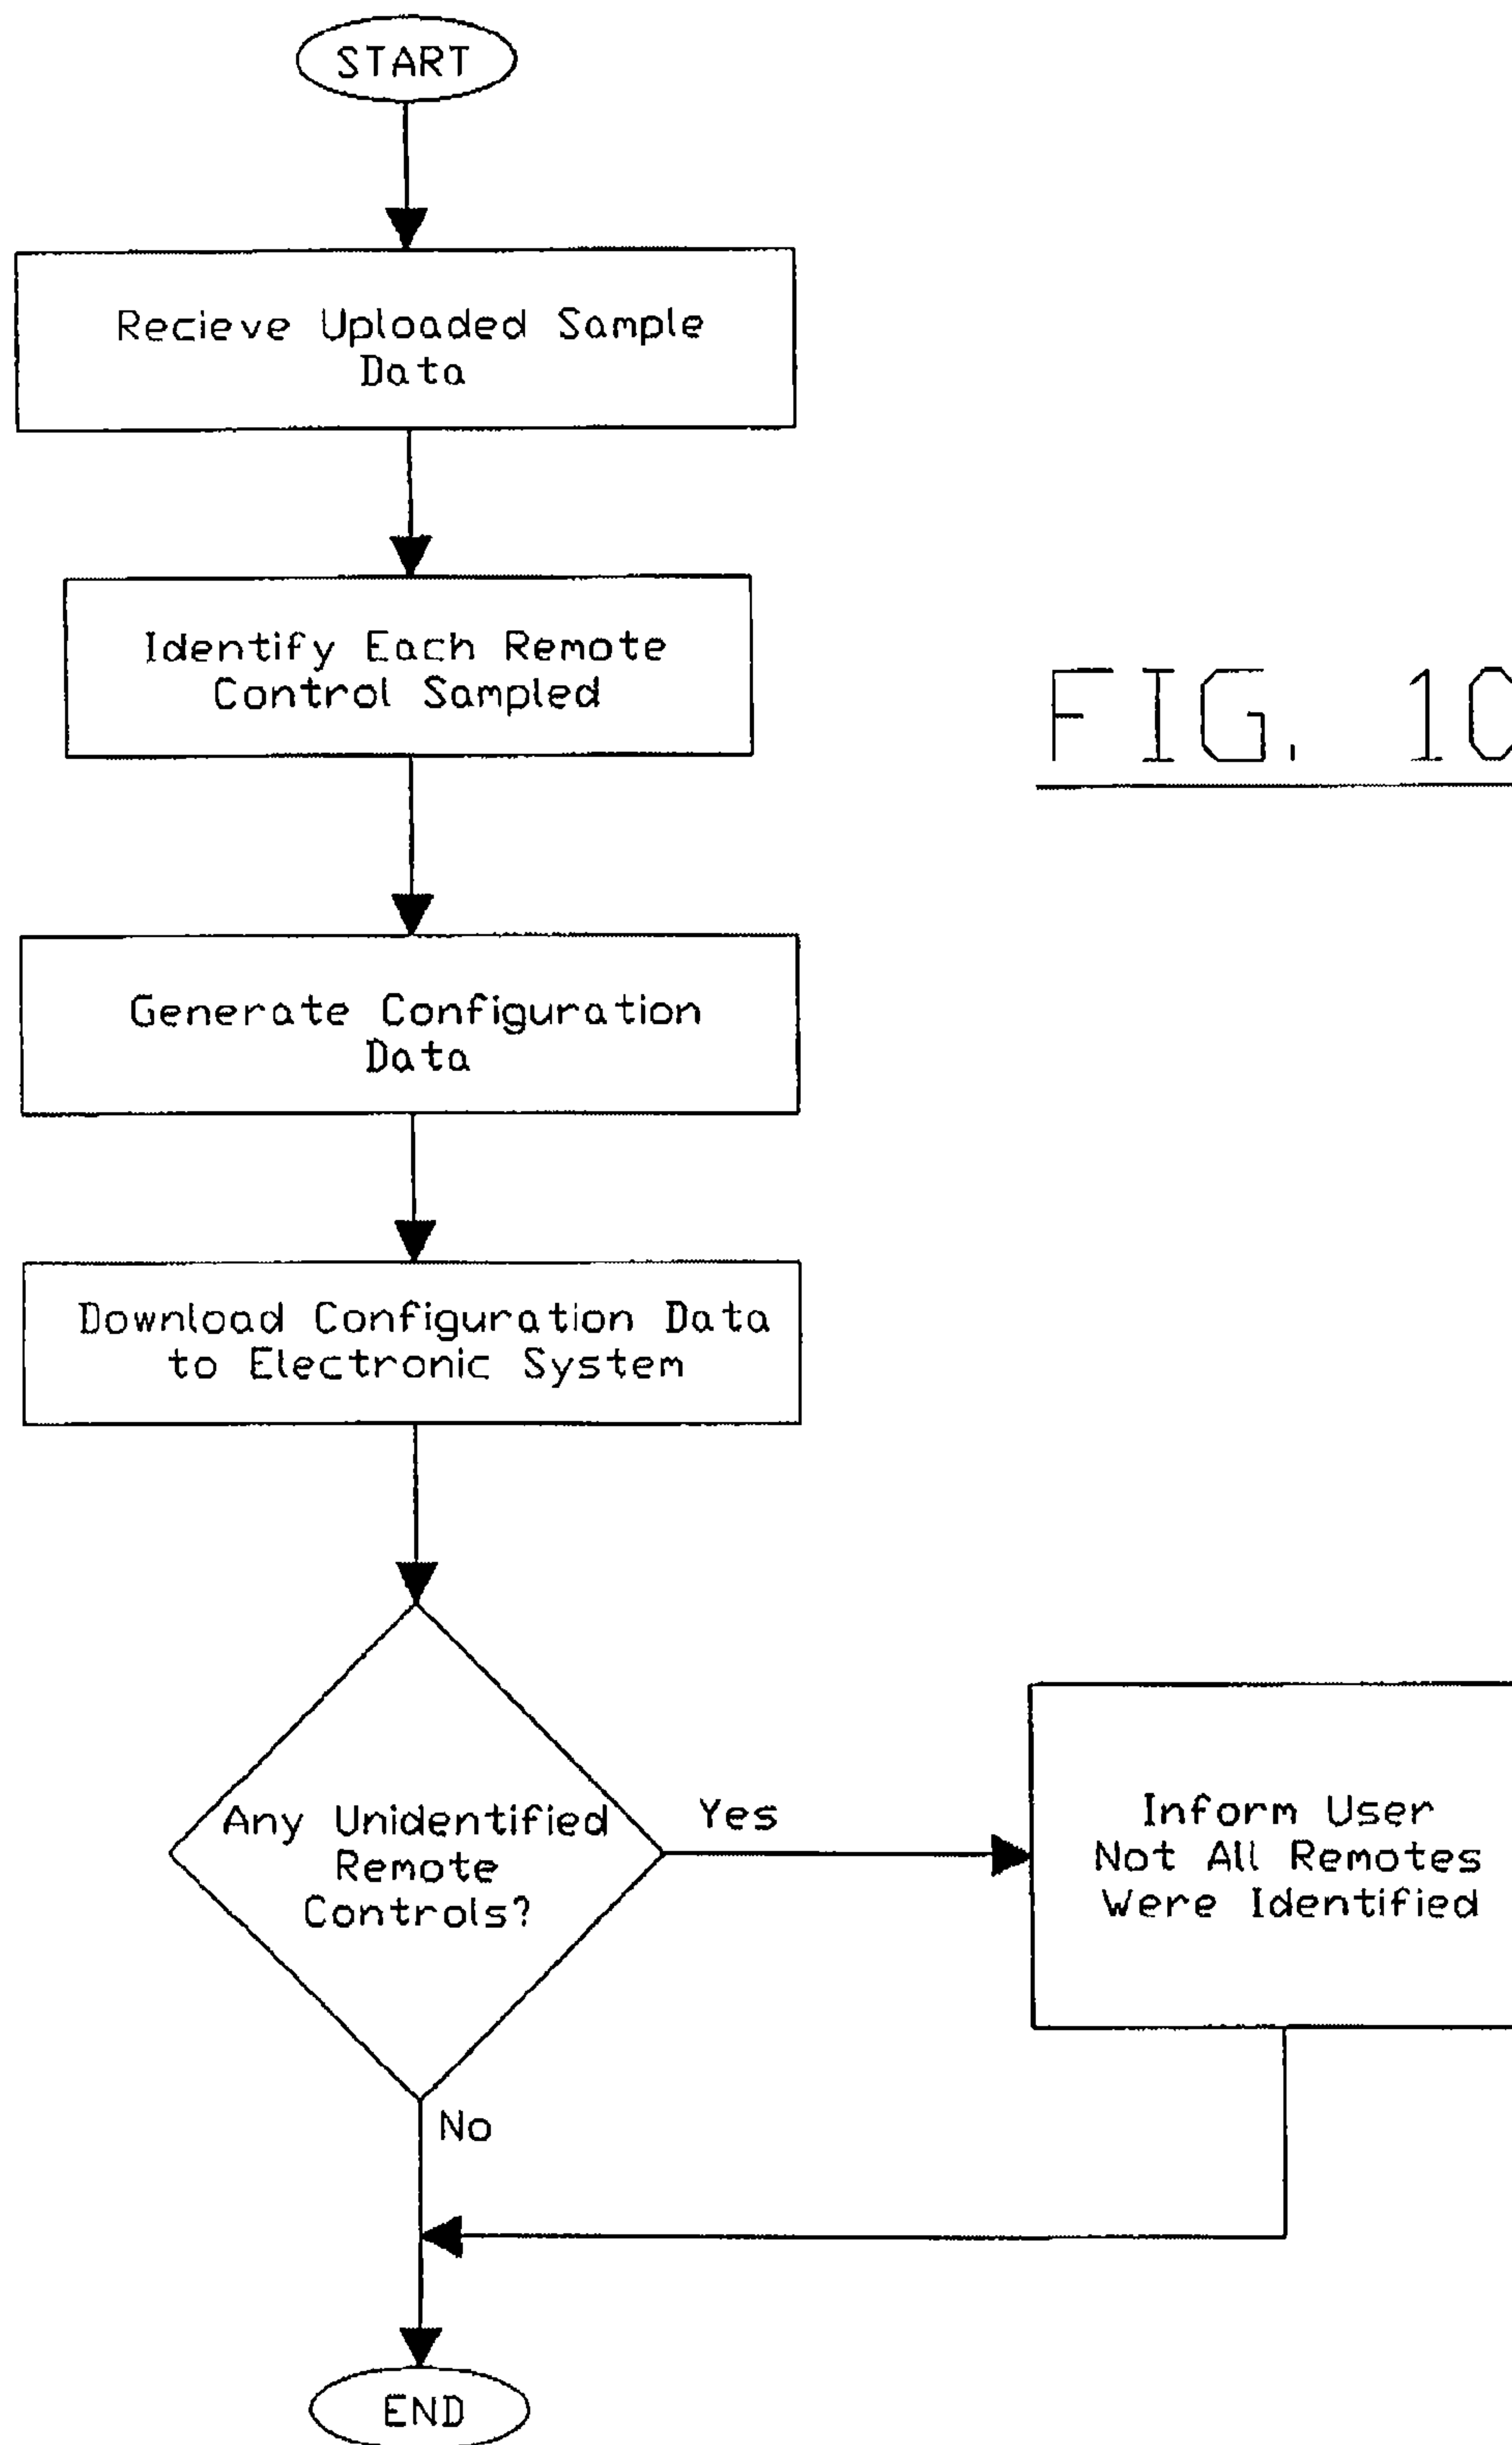 START
Recieve Uploaded Sample
Data
Identify Each Remote
Control Sampled
FIG. 10
Generate Configuration
Data
Download Configuration Data
to Electronic System
Any Unidentified
Remote
Controls?
Yes
Inform User
Not All Remotes
Were Identified
No
END